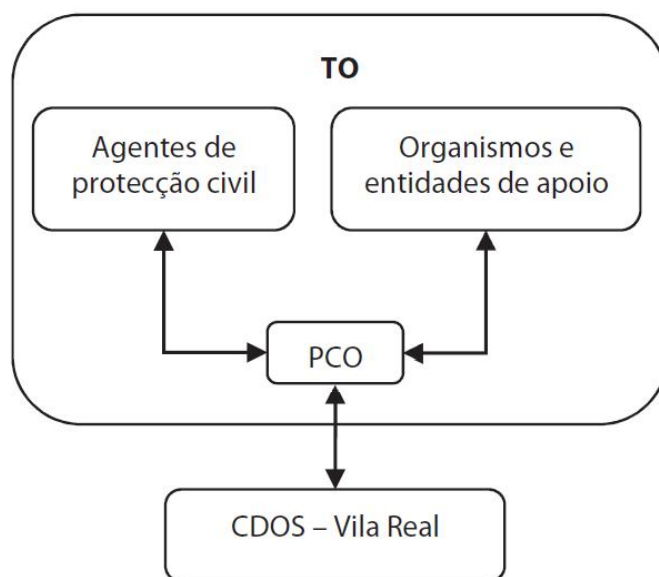 TO
Agentes de
protecção civil
Organismos e
entidades de apoio
PCO
CDOS – Vila Real